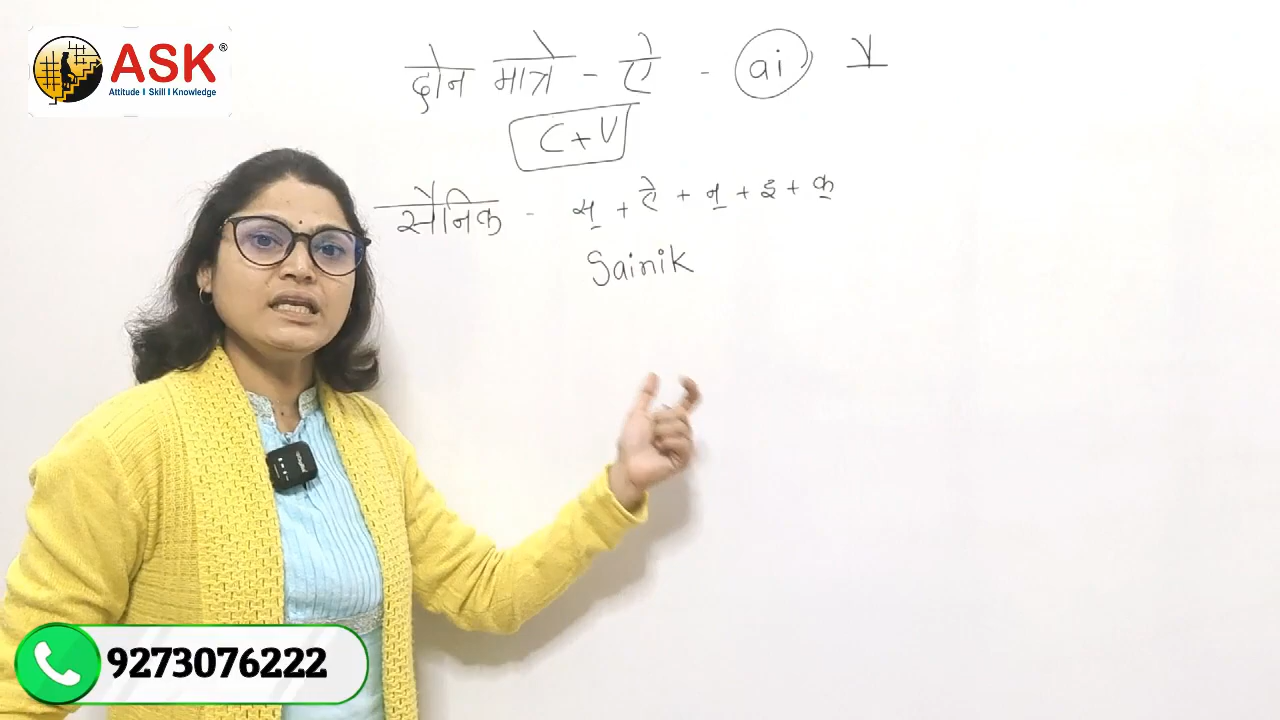 ASK®
Attitude I Skill I Knowledge
दोन मात्रे - ऐ - ai
C+V
सैनिक - स् + ऐ + न् + इ + क्
Sainik
9273076222